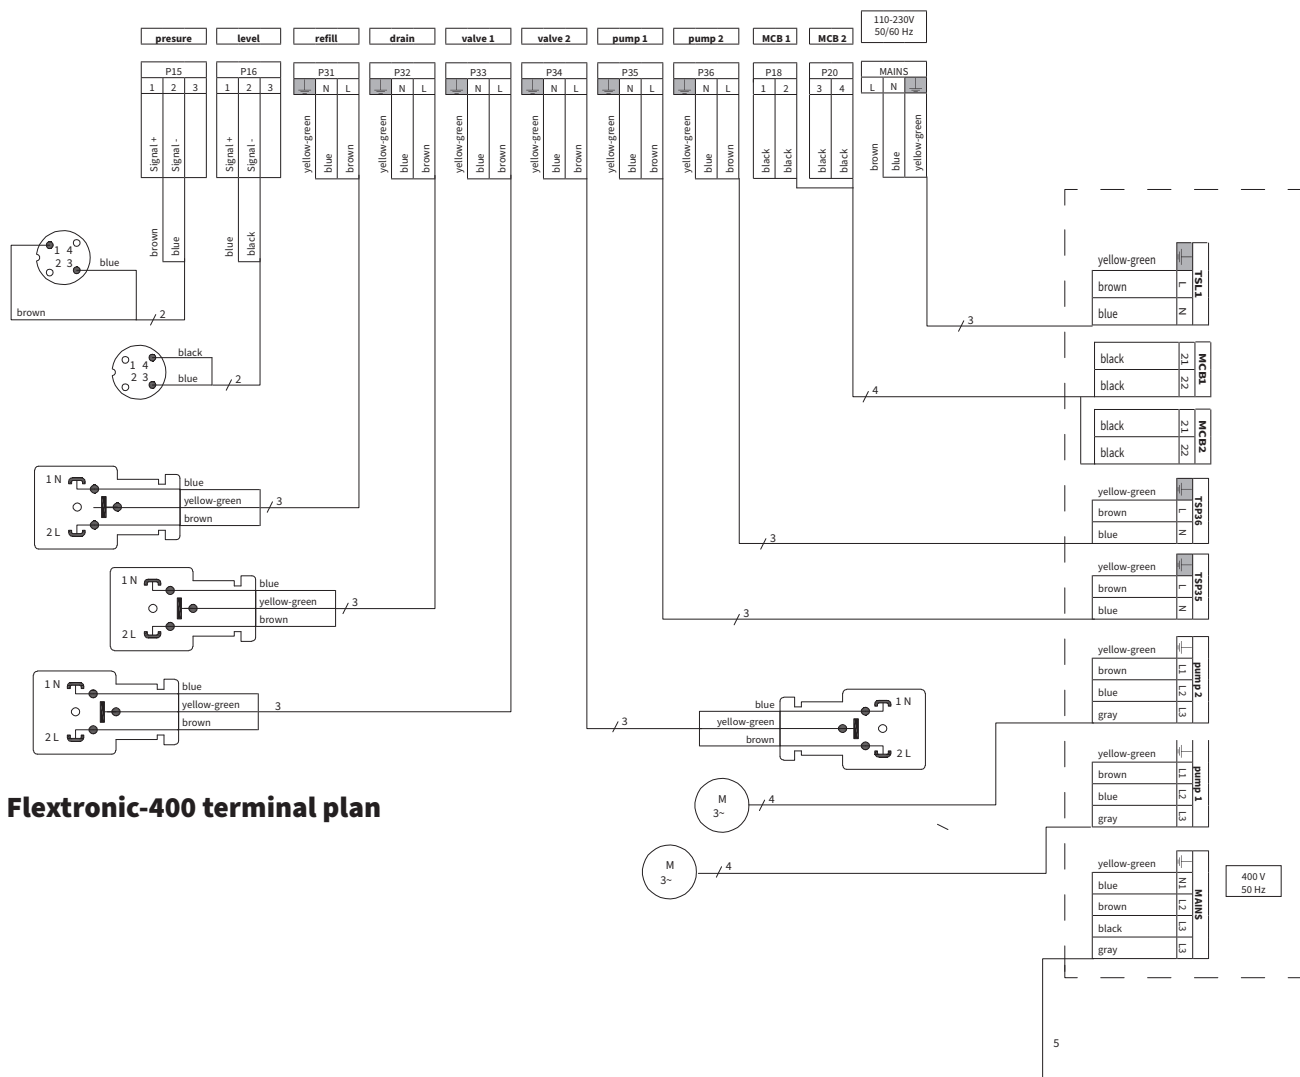 110-230V
50/60 Hz
presure level refill drain valve 1 valve 2 pump 1 pump 2 MCB 1 MCB 2
P15 P16 P31 P32 P33 P34 P35 P36 P18 P20 MAINS
1 2 3 1 2 3 N L N L N L N L N L N L 1 2 3 4 L N
Signal + Signal - Signal + Signal - yellow-green blue brown yellow-green blue brown yellow-green blue brown yellow-green blue brown yellow-green blue brown yellow-green blue brown black black black black brown blue yellow-green
brown blue blue black
1 4
2 3
blue
brown
2
1 4
2 3
black
blue
2
1 N
2 L
blue
yellow-green
brown
3
1 N
2 L
blue
yellow-green
brown
3
1 N
2 L
blue
yellow-green
brown
3
blue
yellow-green
brown
3
1 N
2 L
M
3~
4
M
3~
4
3
4
3
3
yellow-green
brown L
blue N
TSL1
black 21
black 22
MCB1
black 21
black 22
MCB2
yellow-green
brown L
blue N
TSP36
yellow-green
brown L
blue N
TSP35
yellow-green
brown L1
blue L2
gray L3
pump 2
yellow-green
brown L1
blue L2
gray L3
pump 1
yellow-green
blue N1
brown L2
black L3
gray L3
MAINS
400 V
50 Hz
5
Flextronic-400 terminal plan